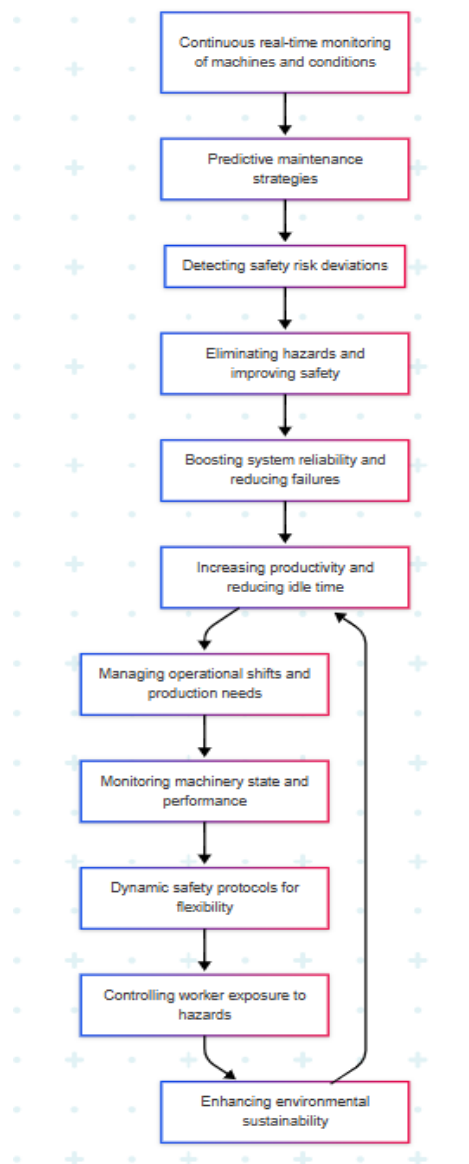 Continuous real-time monitoring
of machines and conditions
Predictive maintenance
strategies
Detecting safety risk deviations
Eliminating hazards and
improving safety
Boosting system reliability and
reducing failures
Increasing productivity and
reducing idle time
Managing operational shifts and
production needs
Monitoring machinery state and
performance
Dynamic safety protocols for
flexibility
Controlling worker exposure to
hazards
Enhancing environmental
sustainability